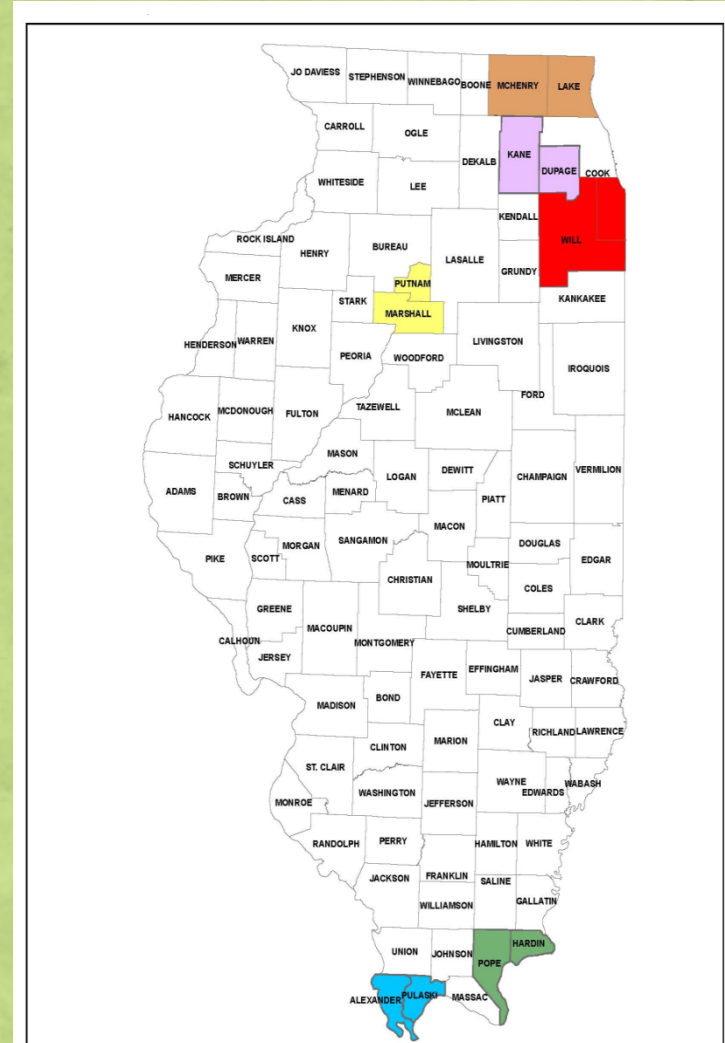 JO DAVIESS
STEPHENSON
WINNEBAGO
BOONE
MCHENRY
LAKE
CARROLL
OGLE
DEKALB
KANE
DUPAGE
COOK
WHITESIDE
LEE
KENDALL
WILL
ROCK ISLAND
HENRY
BUREAU
LASALLE
GRUNDY
MERCER
PUTNAM
KANKAKEE
STARK
MARSHALL
KNOX
HENDERSON
WARREN
PEORIA
WOODFORD
LIVINGSTON
IROQUOIS
FORD
HANCOCK
MCDONOUGH
FULTON
TAZEWELL
MCLEAN
MASON
SCHUYLER
LOGAN
DEWITT
CHAMPAIGN
VERMILION
ADAMS
BROWN
CASS
MENARD
PIATT
MACON
PIKE
SCOTT
MORGAN
SANGAMON
DOUGLAS
EDGAR
MOULTRIE
CHRISTIAN
COLES
GREENE
SHELBY
MACOUPIN
CLARK
CALHOUN
MONTGOMERY
CUMBERLAND
JERSEY
FAYETTE
EFFINGHAM
JASPER
CRAWFORD
MADISON
BOND
CLAY
RICHLAND
LAWRENCE
MARION
CLINTON
ST. CLAIR
WAYNE
WABASH
EDWARDS
WASHINGTON
MONROE
JEFFERSON
RANDOLPH
PERRY
HAMILTON
WHITE
JACKSON
FRANKLIN
SALINE
WILLIAMSON
GALLATIN
UNION
JOHNSON
HARDIN
POPE
ALEXANDER
PULASKI
MASSAC